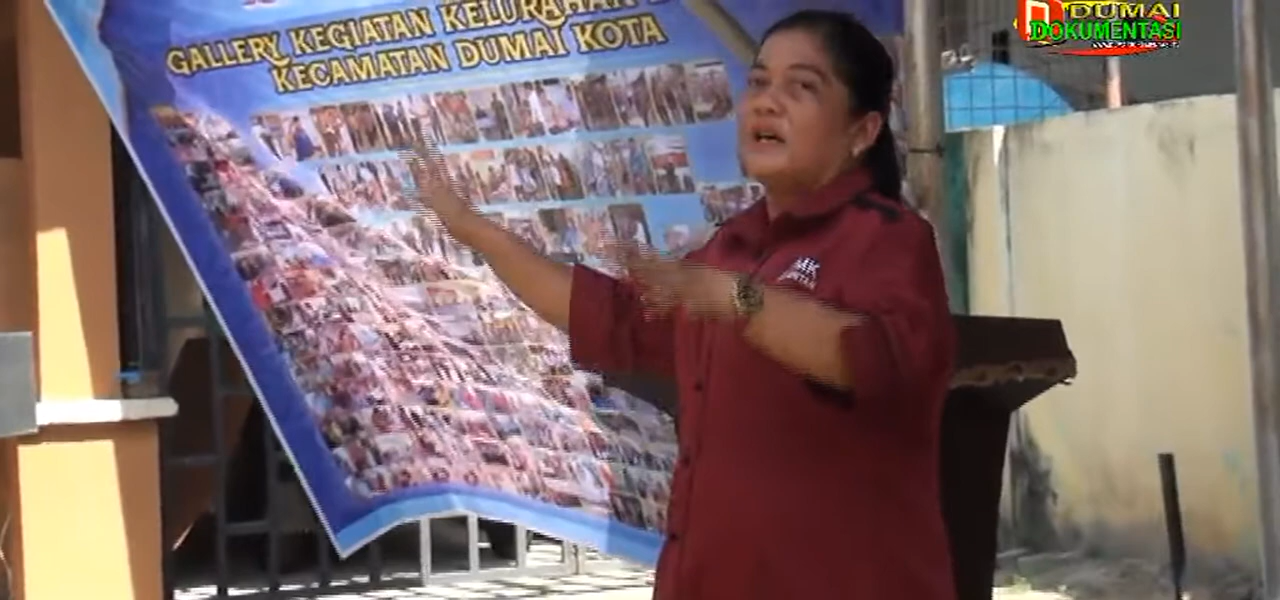 DUMAI
DOKUMENTASI
GALLERY KEGIATAN KELURAHAN
KECAMATAN DUMAI KOTA